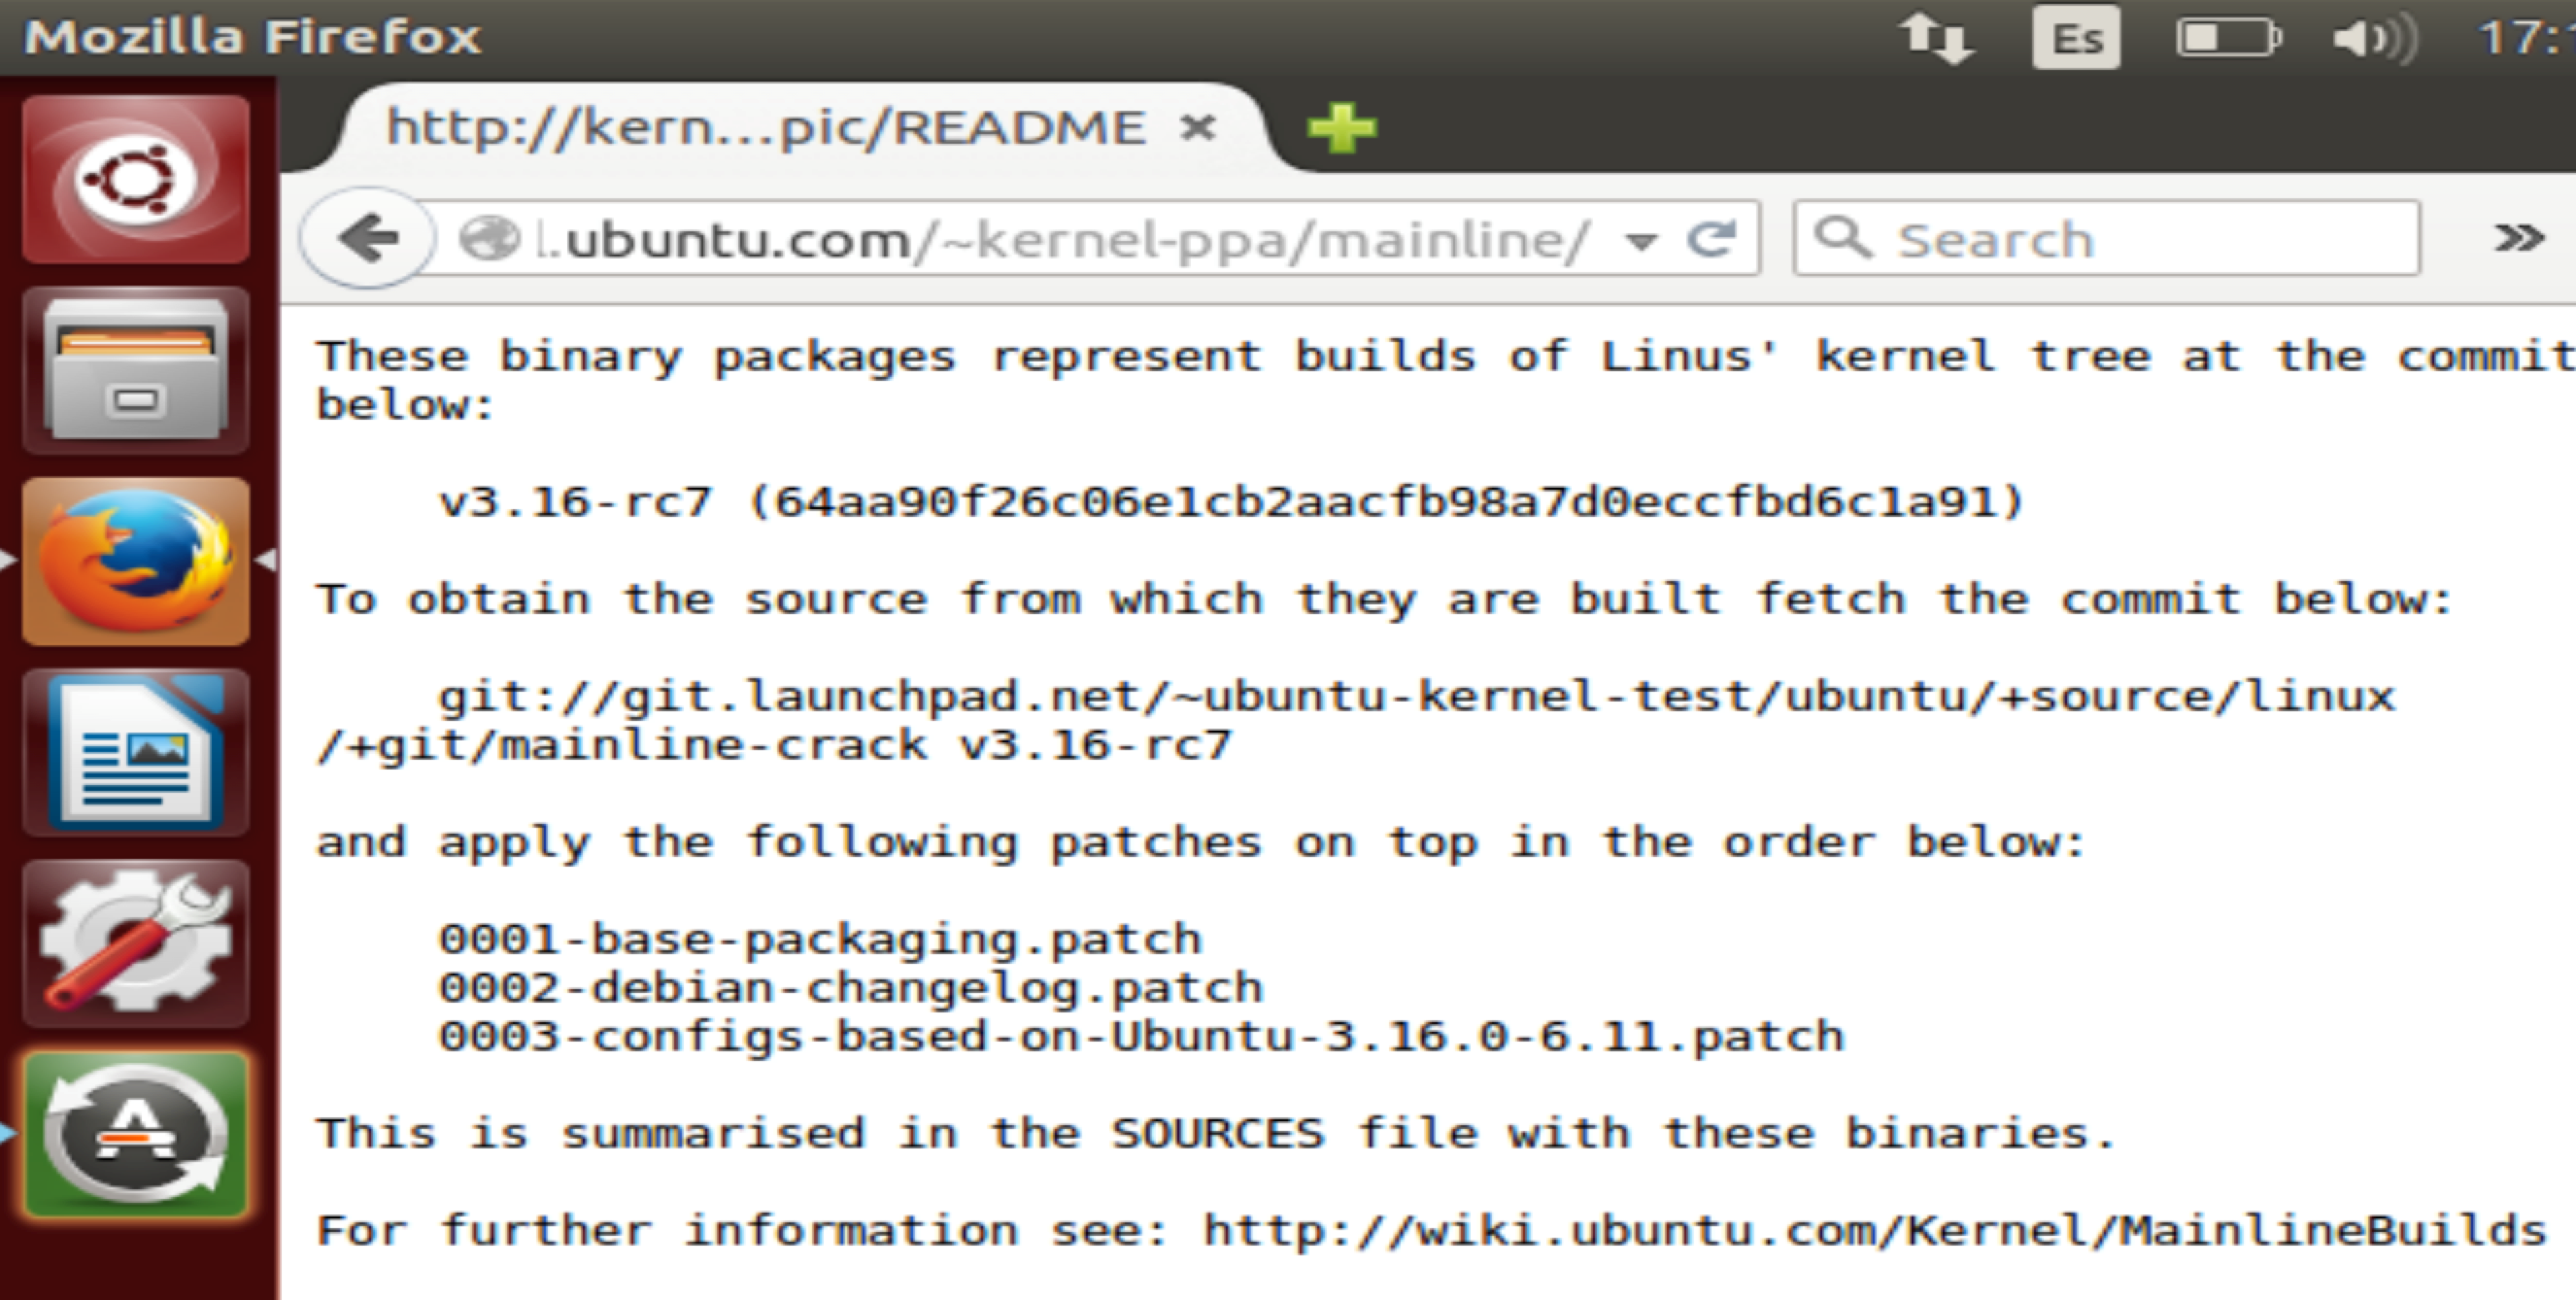 Mozilla Firefox
Es
17:
http://kern...pic/README
.ubuntu.com/~kernel-ppa/mainline/
Search
These binary packages represent builds of Linus' kernel tree at the commit
below:
v3.16-rc7 (64aa90f26c06e1cb2aacfb98a7d0eccfbd6c1a91)
To obtain the source from which they are built fetch the commit below:
git://git.launchpad.net/~ubuntu-kernel-test/ubuntu/+source/linux
/+git/mainline-crack v3.16-rc7
and apply the following patches on top in the order below:
0001-base-packaging.patch
0002-debian-changelog.patch
0003-configs-based-on-Ubuntu-3.16.0-6.11.patch
This is summarised in the SOURCES file with these binaries.
For further information see: http://wiki.ubuntu.com/Kernel/MainlineBuilds